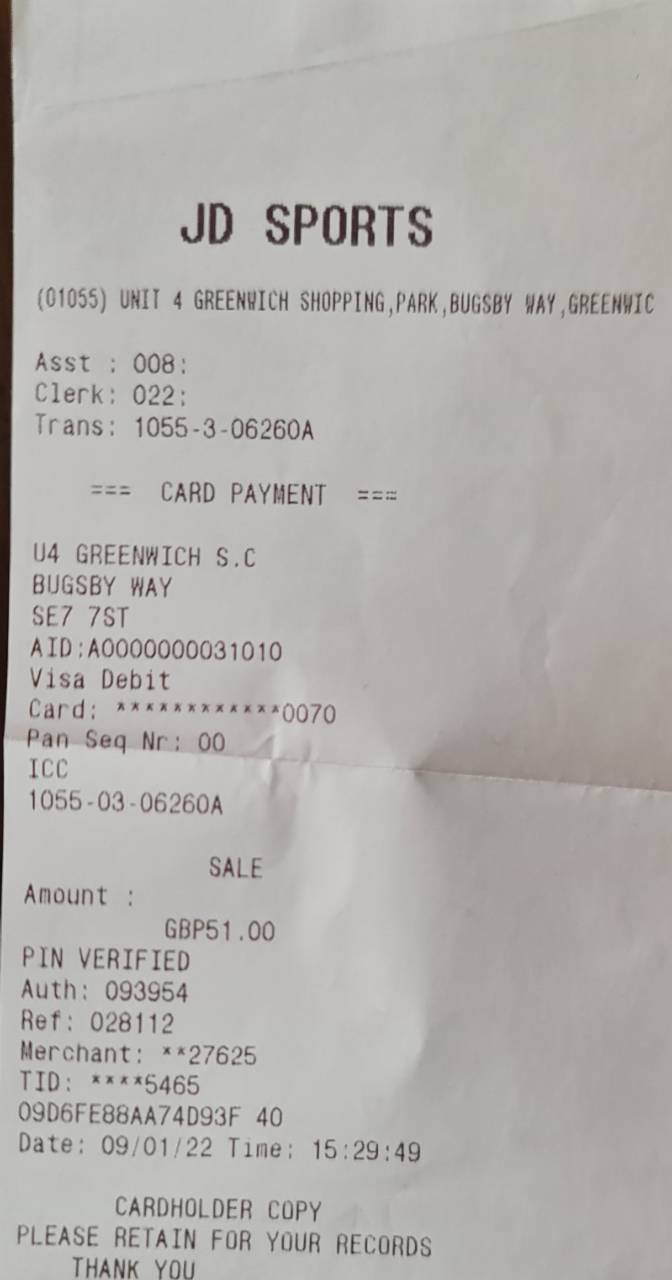 JD SPORTS
(01055) UNIT 4 GREENWICH SHOPPING,PARK,BUGSBY WAY,GREENWIC
Asst : 008:
Clerk: 022:
Trans: 1055-3-06260A
=== CARD PAYMENT ===
U4 GREENWICH S.C
BUGSBY WAY
SE7 7ST
AID:A0000000031010
Visa Debit
Card: ************0070
Pan Seq Nr: 00
ICC
1055-03-06260A
SALE
Amount :
GBP51.00
PIN VERIFIED
Auth: 093954
Ref: 028112
Merchant: **27625
TID: ****5465
09D6FE88AA74D93F 40
Date: 09/01/22 Time: 15:29:49
CARDHOLDER COPY
PLEASE RETAIN FOR YOUR RECORDS
THANK YOU